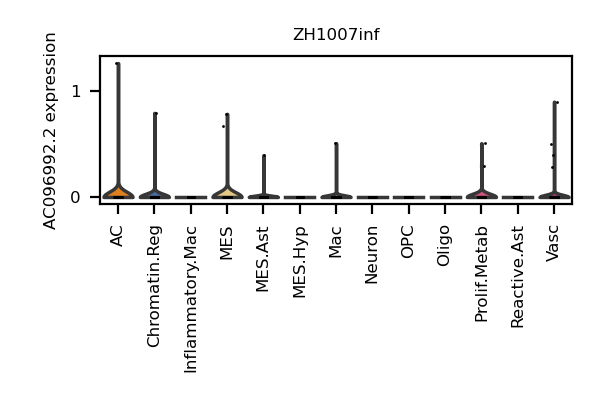 ZH1007inf
AC096992.2 expression
1
0
AC
Chromatin.Reg
Inflammatory.Mac
MES
MES.Ast
MES.Hyp
Mac
Neuron
OPC
Oligo
Prolif.Metab
Reactive.Ast
Vasc